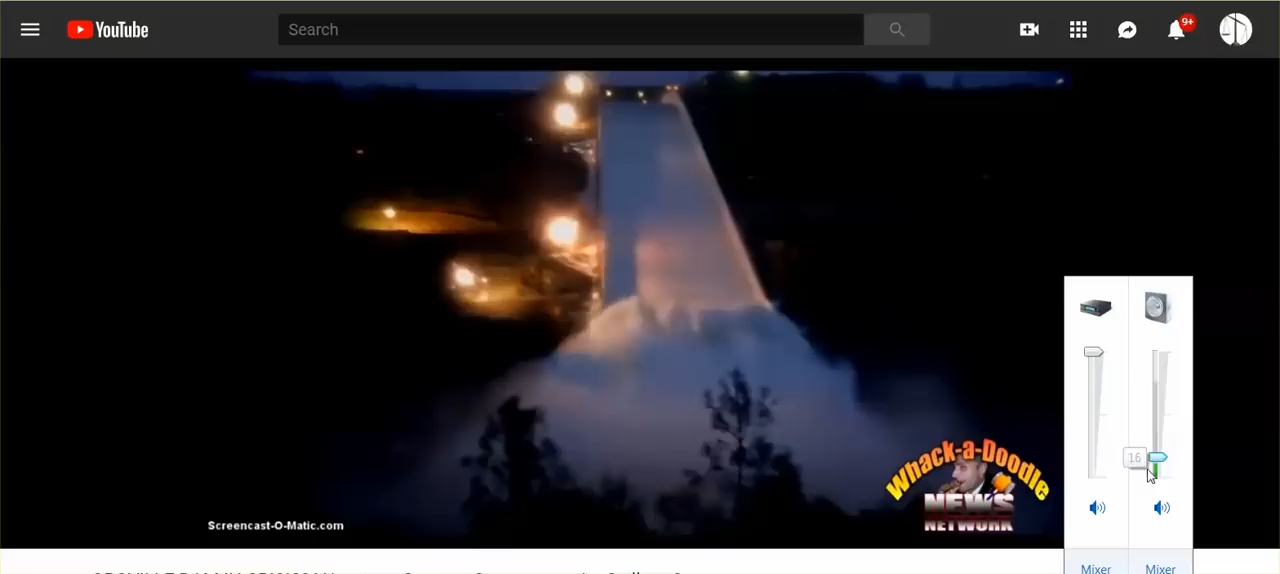 YouTube
Search
9+
16
Whack-a-Doodle
NEWS
NETWORK
Screencast-O-Matic.com
Mixer
Mixer